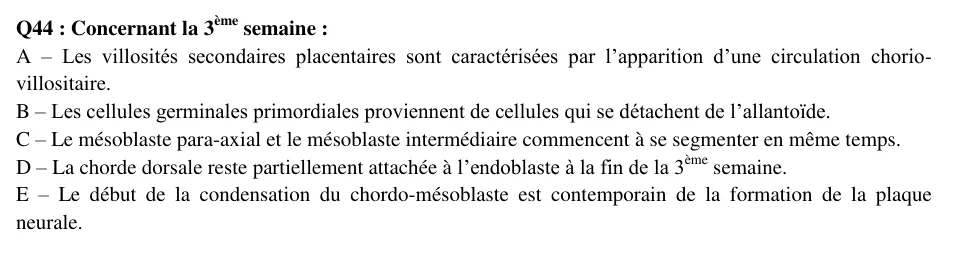 Q44 : Concernant la 3ème semaine :
A – Les villosités secondaires placentaires sont caractérisées par l’apparition d’une circulation chorio-
villositaire.
B – Les cellules germinales primordiales proviennent de cellules qui se détachent de l’allantoïde.
C – Le mésoblaste para-axial et le mésoblaste intermédiaire commencent à se segmenter en même temps.
D – La chorde dorsale reste partiellement attachée à l’endoblaste à la fin de la 3ème semaine.
E – Le début de la condensation du chordo-mésoblaste est contemporain de la formation de la plaque
neurale.